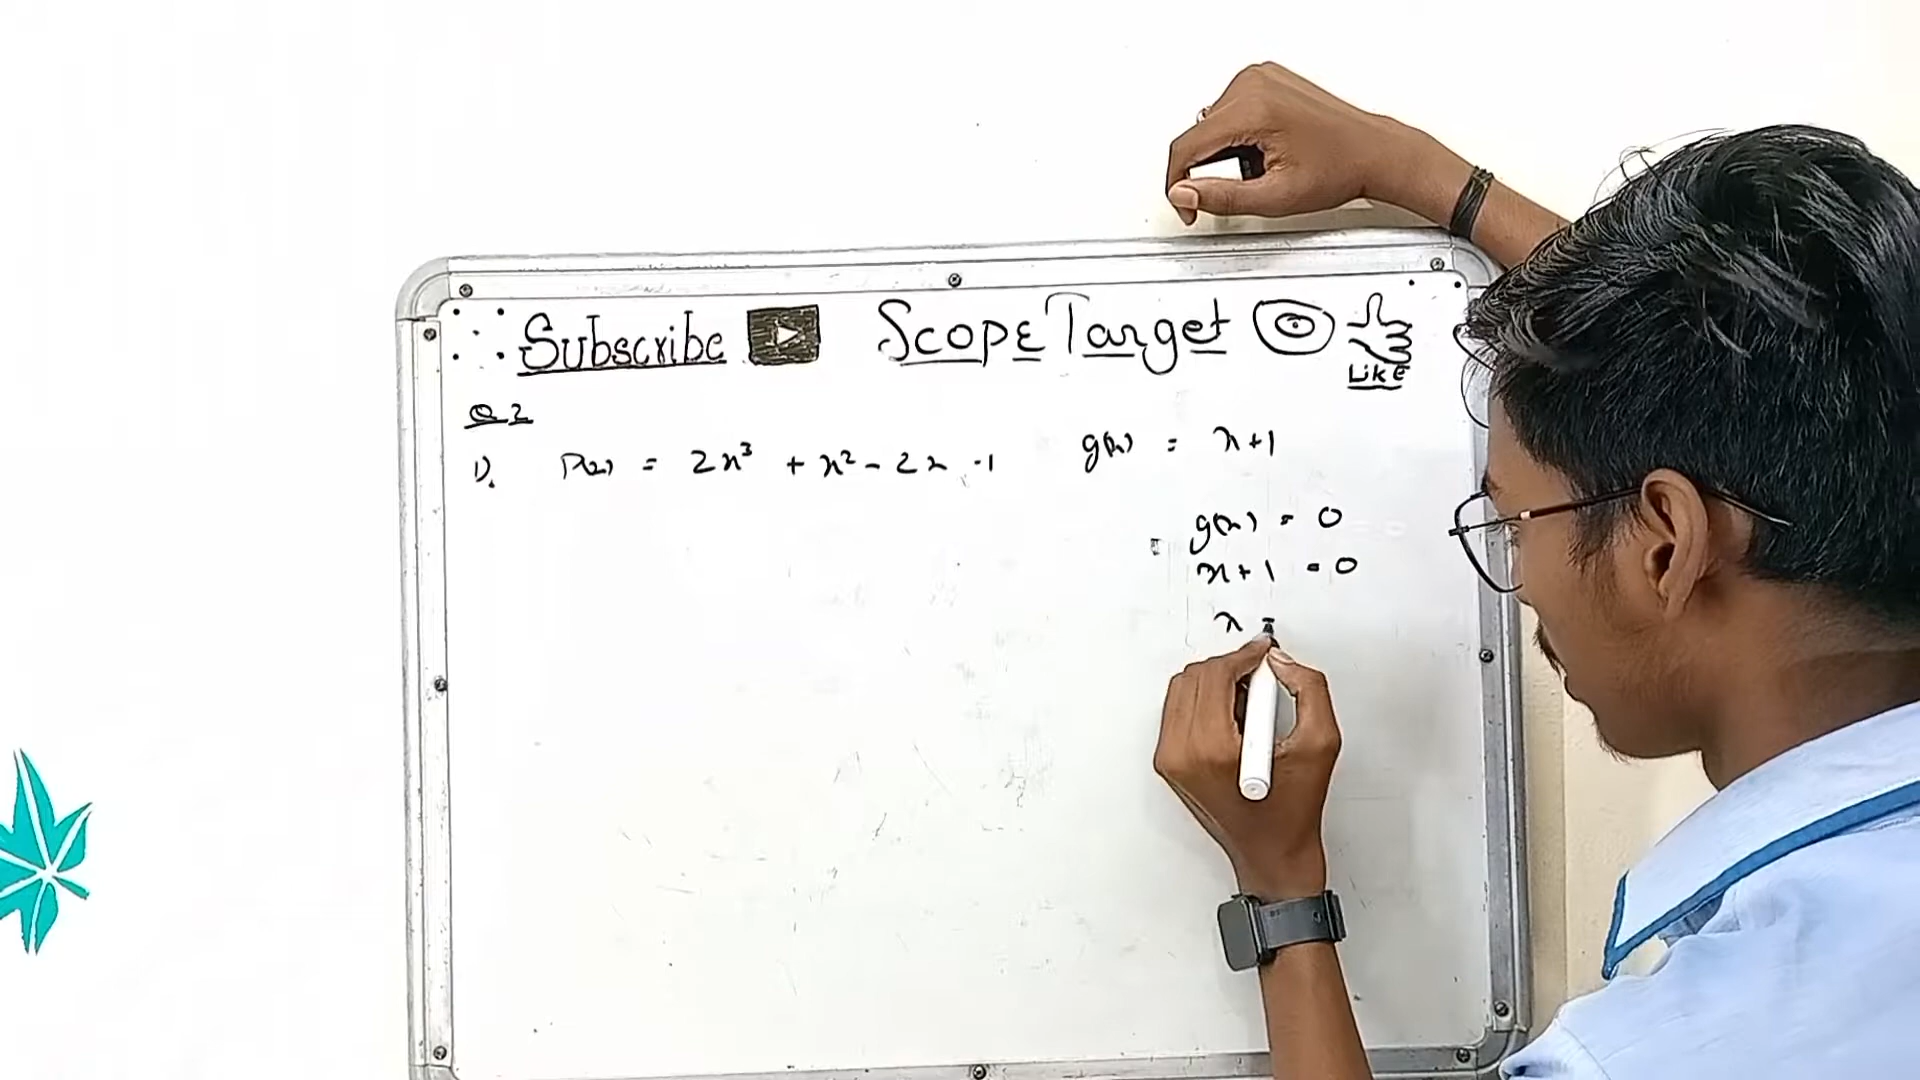 Subscribe ScopeTarget Like
Q2
1). P(x) = 2x³ + x² - 2x -1 g(x) = x+1
g(x) = 0
x+1 = 0
x =